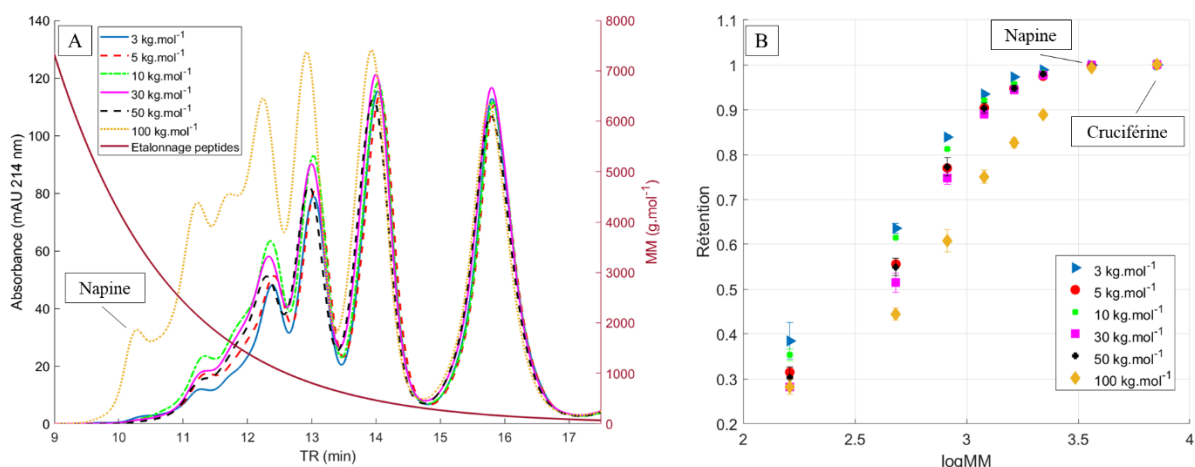 A
3 kg.mol⁻¹
5 kg.mol⁻¹
10 kg.mol⁻¹
30 kg.mol⁻¹
50 kg.mol⁻¹
100 kg.mol⁻¹
Etalonnage peptides
Napine
Absorbance (mAU 214 nm)
140
120
100
80
60
40
20
0
9 10 11 12 13 14 15 16 17
TR (min)
8000
7000
6000
5000
4000
3000
2000
1000
0
MM (g.mol⁻¹)
B
Napine
Cruciférine
Rétention
1.0
0.9
0.8
0.7
0.6
0.5
0.4
0.3
0.2
2 2.5 3 3.5 4
logMM
3 kg.mol⁻¹
5 kg.mol⁻¹
10 kg.mol⁻¹
30 kg.mol⁻¹
50 kg.mol⁻¹
100 kg.mol⁻¹